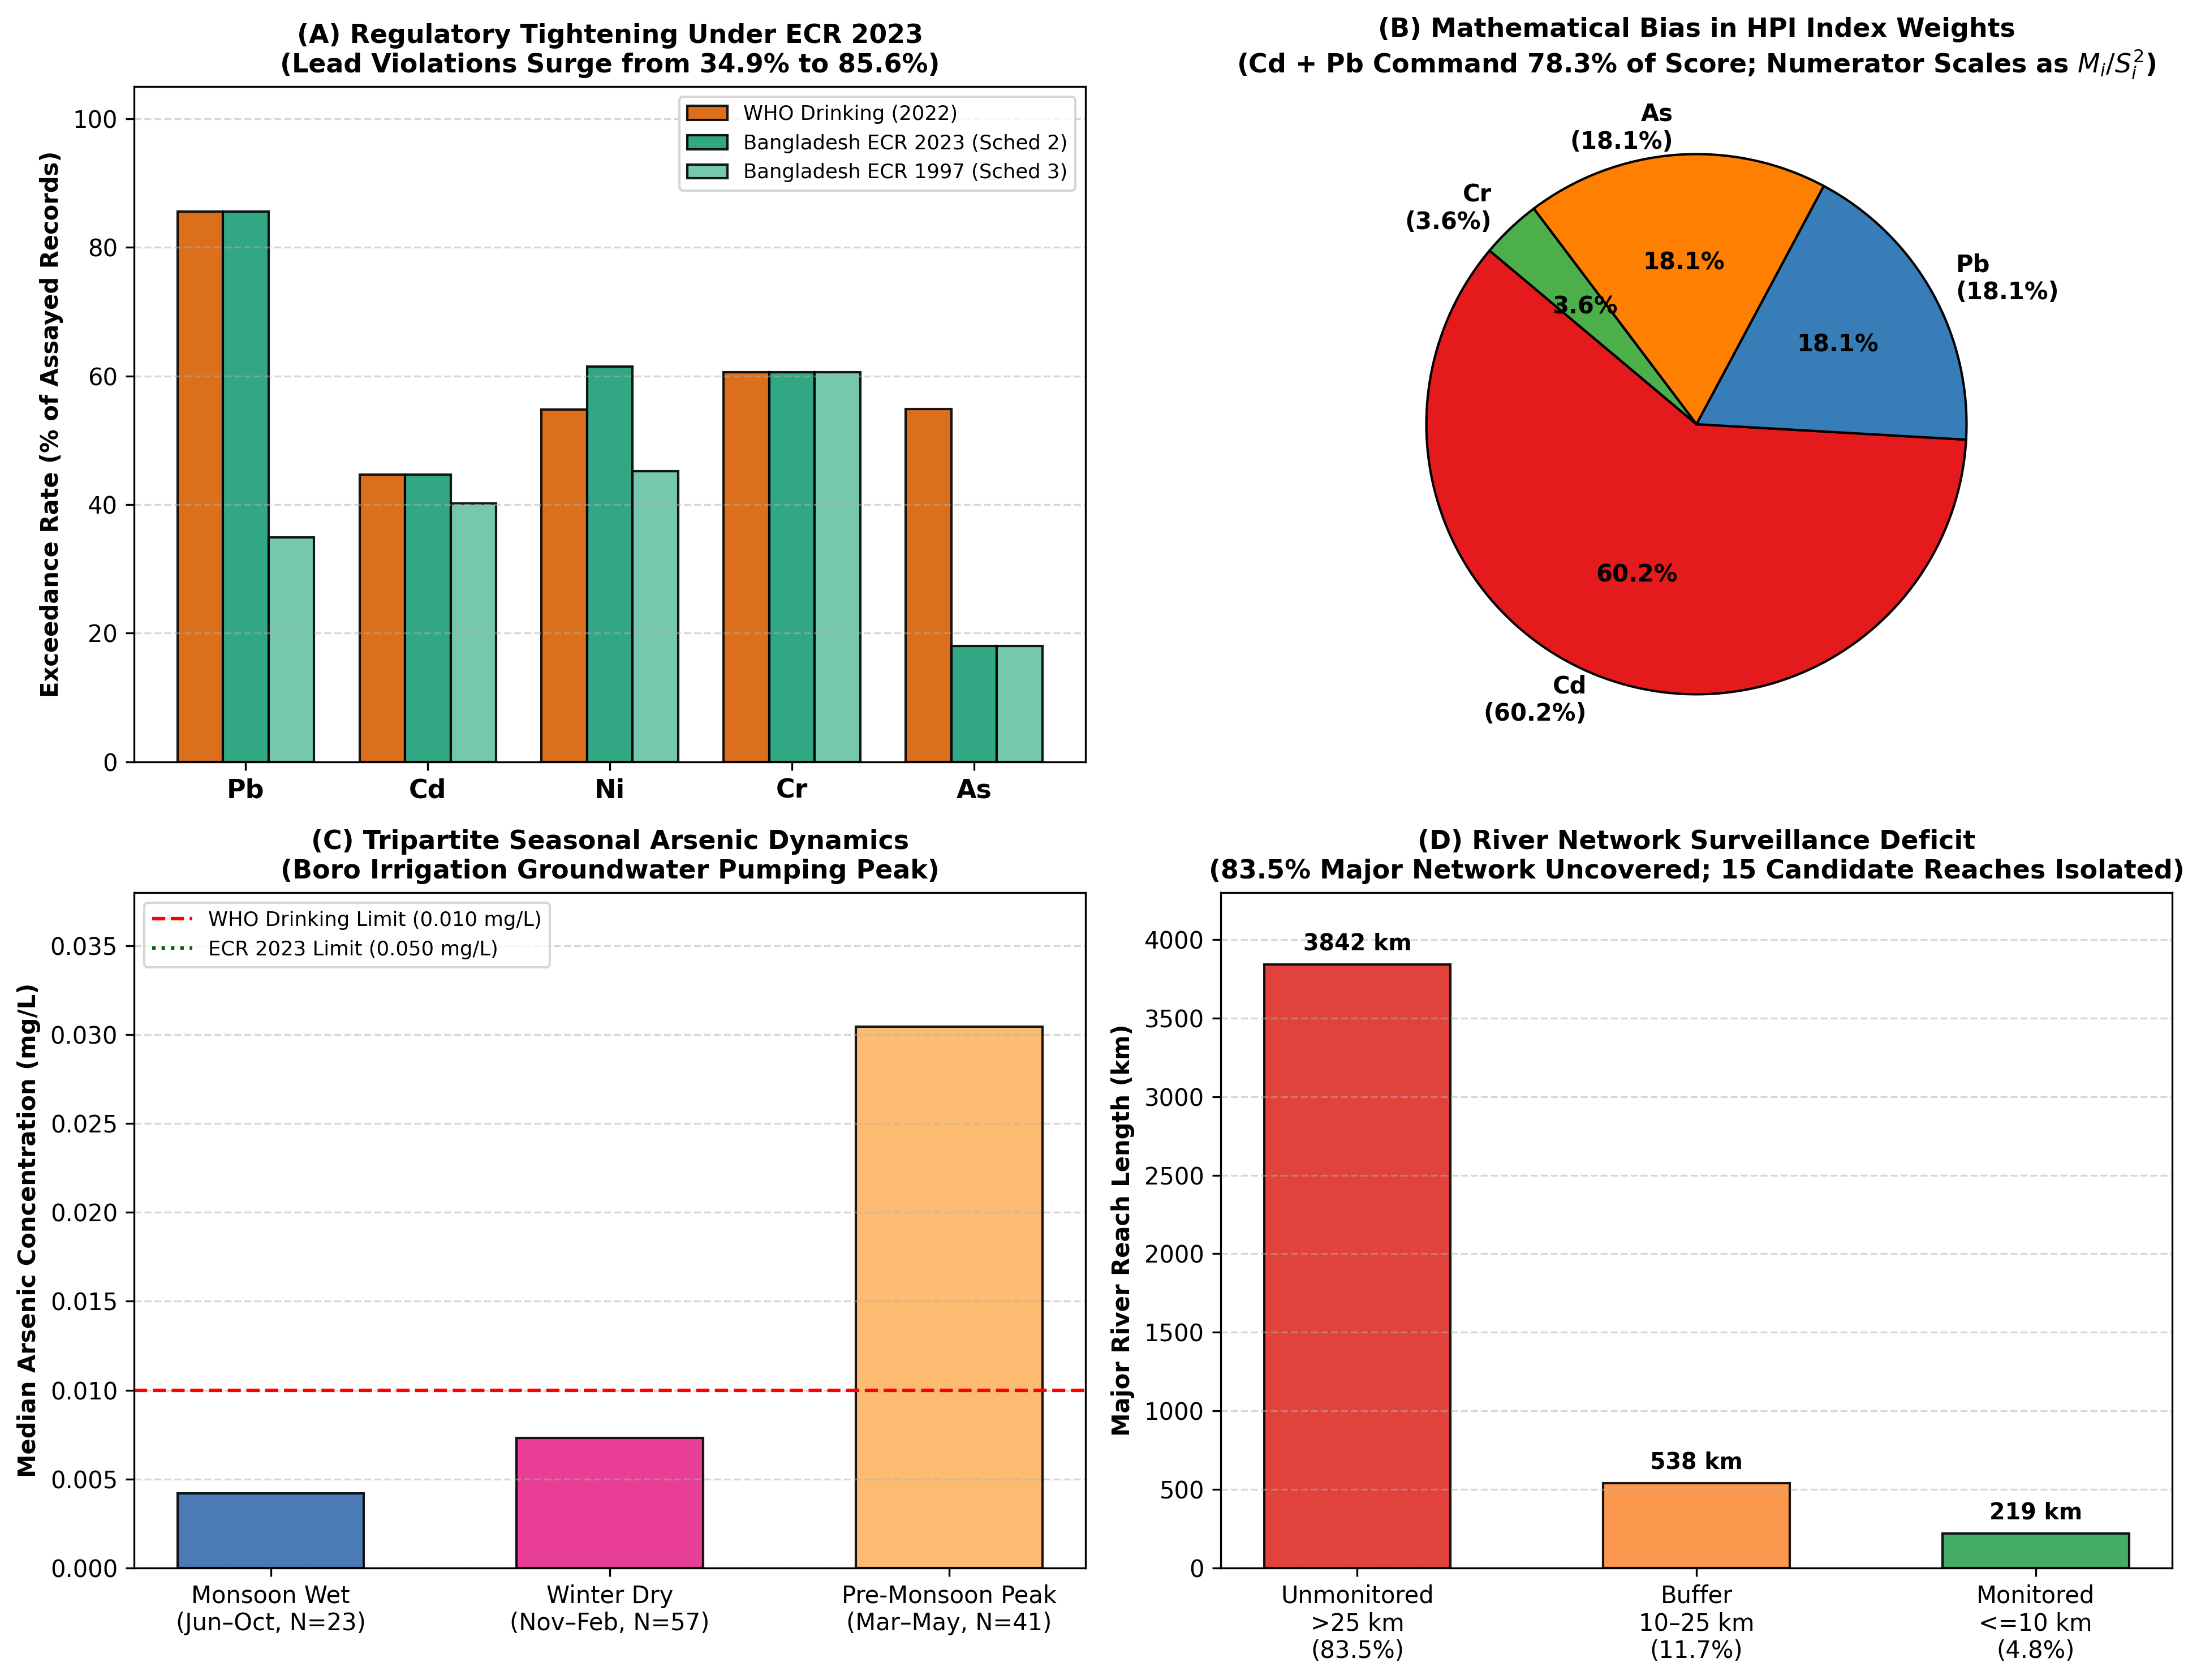 (A) Regulatory Tightening Under ECR 2023
(Lead Violations Surge from 34.9% to 85.6%)
Exceedance Rate (% of Assayed Records)
100
80
60
40
20
0
WHO Drinking (2022)
Bangladesh ECR 2023 (Sched 2)
Bangladesh ECR 1997 (Sched 3)
Pb
Cd
Ni
Cr
As
(B) Mathematical Bias in HPI Index Weights
(Cd + Pb Command 78.3% of Score; Numerator Scales as $M_i/S_i^2$)
As
(18.1%)
Cr
(3.6%)
Pb
(18.1%)
18.1%
3.6%
18.1%
60.2%
Cd
(60.2%)
(C) Tripartite Seasonal Arsenic Dynamics
(Boro Irrigation Groundwater Pumping Peak)
Median Arsenic Concentration (mg/L)
0.035
0.030
0.025
0.020
0.015
0.010
0.005
0.000
WHO Drinking Limit (0.010 mg/L)
ECR 2023 Limit (0.050 mg/L)
Monsoon Wet
(Jun–Oct, N=23)
Winter Dry
(Nov–Feb, N=57)
Pre-Monsoon Peak
(Mar–May, N=41)
(D) River Network Surveillance Deficit
(83.5% Major Network Uncovered; 15 Candidate Reaches Isolated)
Major River Reach Length (km)
4000
3500
3000
2500
2000
1500
1000
500
0
3842 km
538 km
219 km
Unmonitored
>25 km
(83.5%)
Buffer
10–25 km
(11.7%)
Monitored
<=10 km
(4.8%)